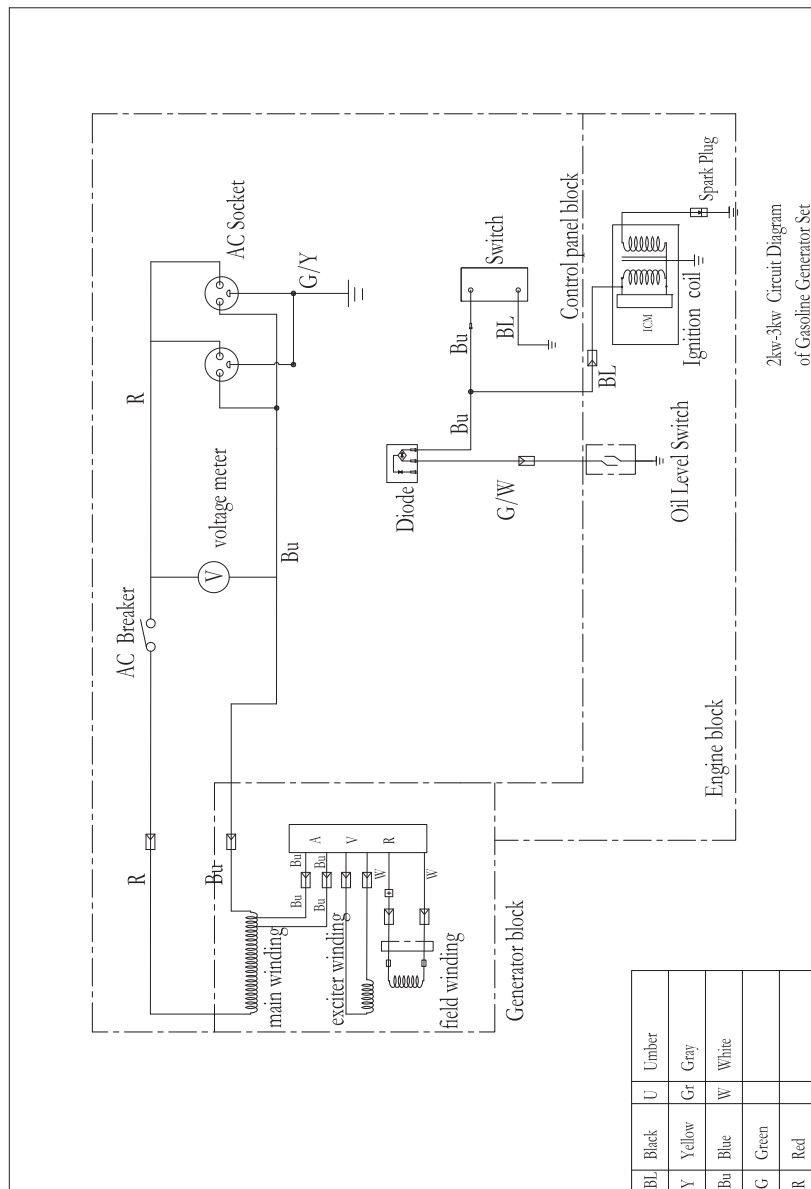 AC Socket
G/Y
R
voltage meter
V
Bu
AC Breaker
R
Bu
main winding
exciter winding
field winding
Generator block
Bu
Bu
Bu
Bu
W
W
A
V
R
Switch
Bu
BL
Bu
Diode
G/W
Control panel block
BL
ICM
Ignition coil
Spark Plug
Oil Level Switch
Engine block
2kw-3kw Circuit Diagram
of Gasoline Generator Set
BL Black U Umber
Y Yellow Gr Gray
Bu Blue W White
G Green
R Red